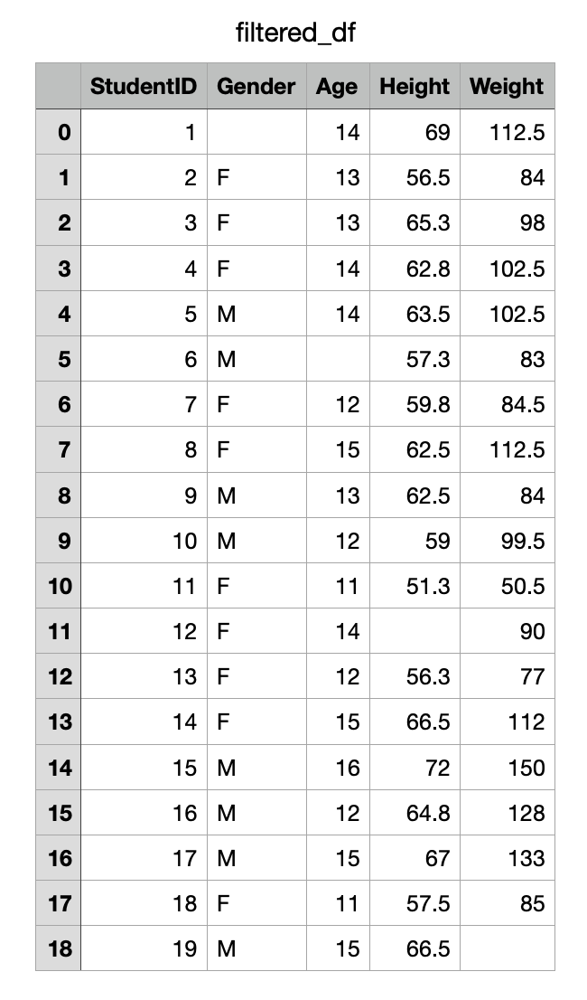 filtered_df
StudentID Gender Age Height Weight
0 1 14 69 112.5
1 2 F 13 56.5 84
2 3 F 13 65.3 98
3 4 F 14 62.8 102.5
4 5 M 14 63.5 102.5
5 6 M 57.3 83
6 7 F 12 59.8 84.5
7 8 F 15 62.5 112.5
8 9 M 13 62.5 84
9 10 M 12 59 99.5
10 11 F 11 51.3 50.5
11 12 F 14 90
12 13 F 12 56.3 77
13 14 F 15 66.5 112
14 15 M 16 72 150
15 16 M 12 64.8 128
16 17 M 15 67 133
17 18 F 11 57.5 85
18 19 M 15 66.5